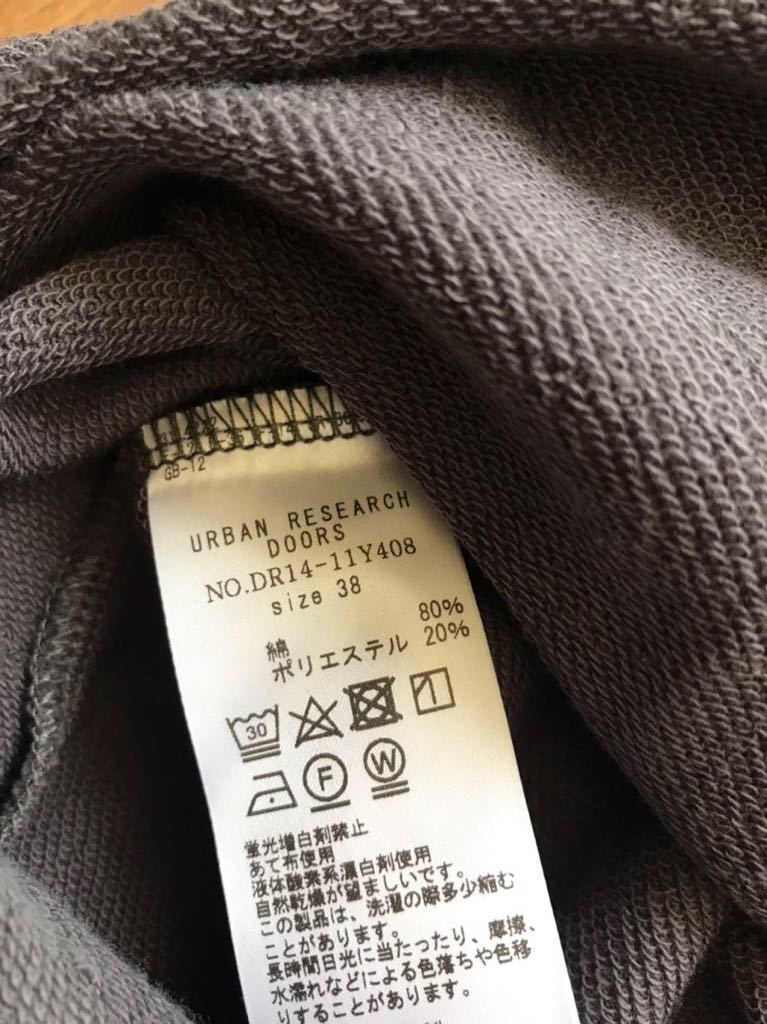 GB-12
URBAN RESEARCH
DOORS
NO.DR14-11Y408
size 38
綿 80%
ポリエステル 20%
30
F
W
蛍光増白剤禁止
あて布使用
液体酸素系漂白剤使用
自然乾燥が望ましいです。
この製品は、洗濯の際多少縮む
ことがあります。
長時間日光に当たったり、摩擦、
水濡れなどによる色落ちや色移
りすることがあります。